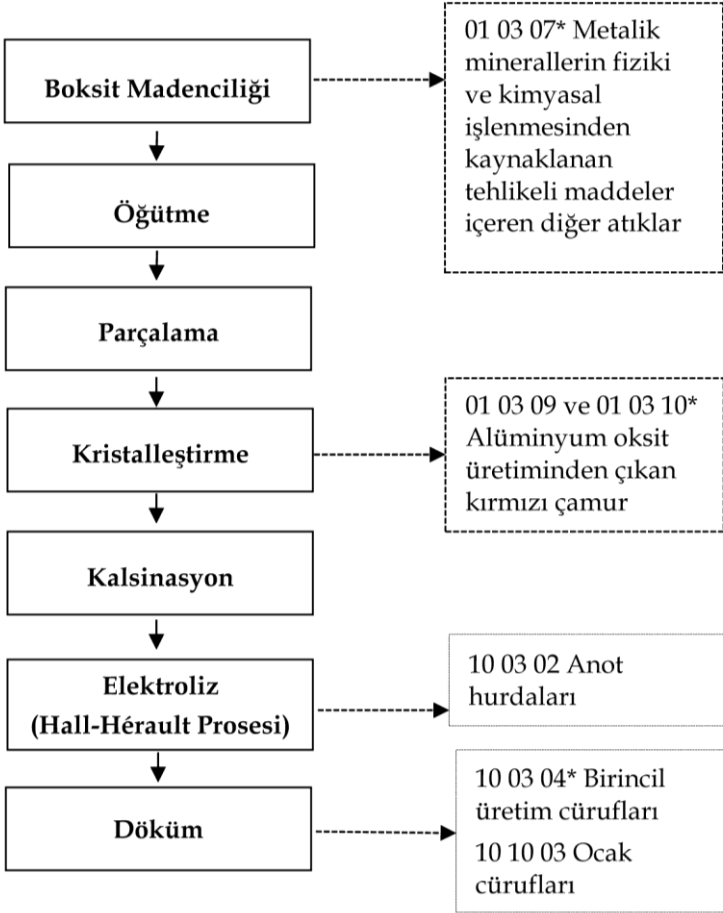 Boksit Madenciliği
01 03 07* Metalik
minerallerin fiziki
ve kimyasal
işlenmesinden
kaynaklanan
tehlikeli maddeler
içeren diğer atıklar
Öğütme
Parçalama
Kristalleştirme
01 03 09 ve 01 03 10*
Alüminyum oksit
üretiminden çıkan
kırmızı çamur
Kalsinasyon
Elektroliz
(Hall-Hérault Prosesi)
10 03 02 Anot
hurdaları
Döküm
10 03 04* Birincil
üretim cürufları
10 10 03 Ocak
cürufları